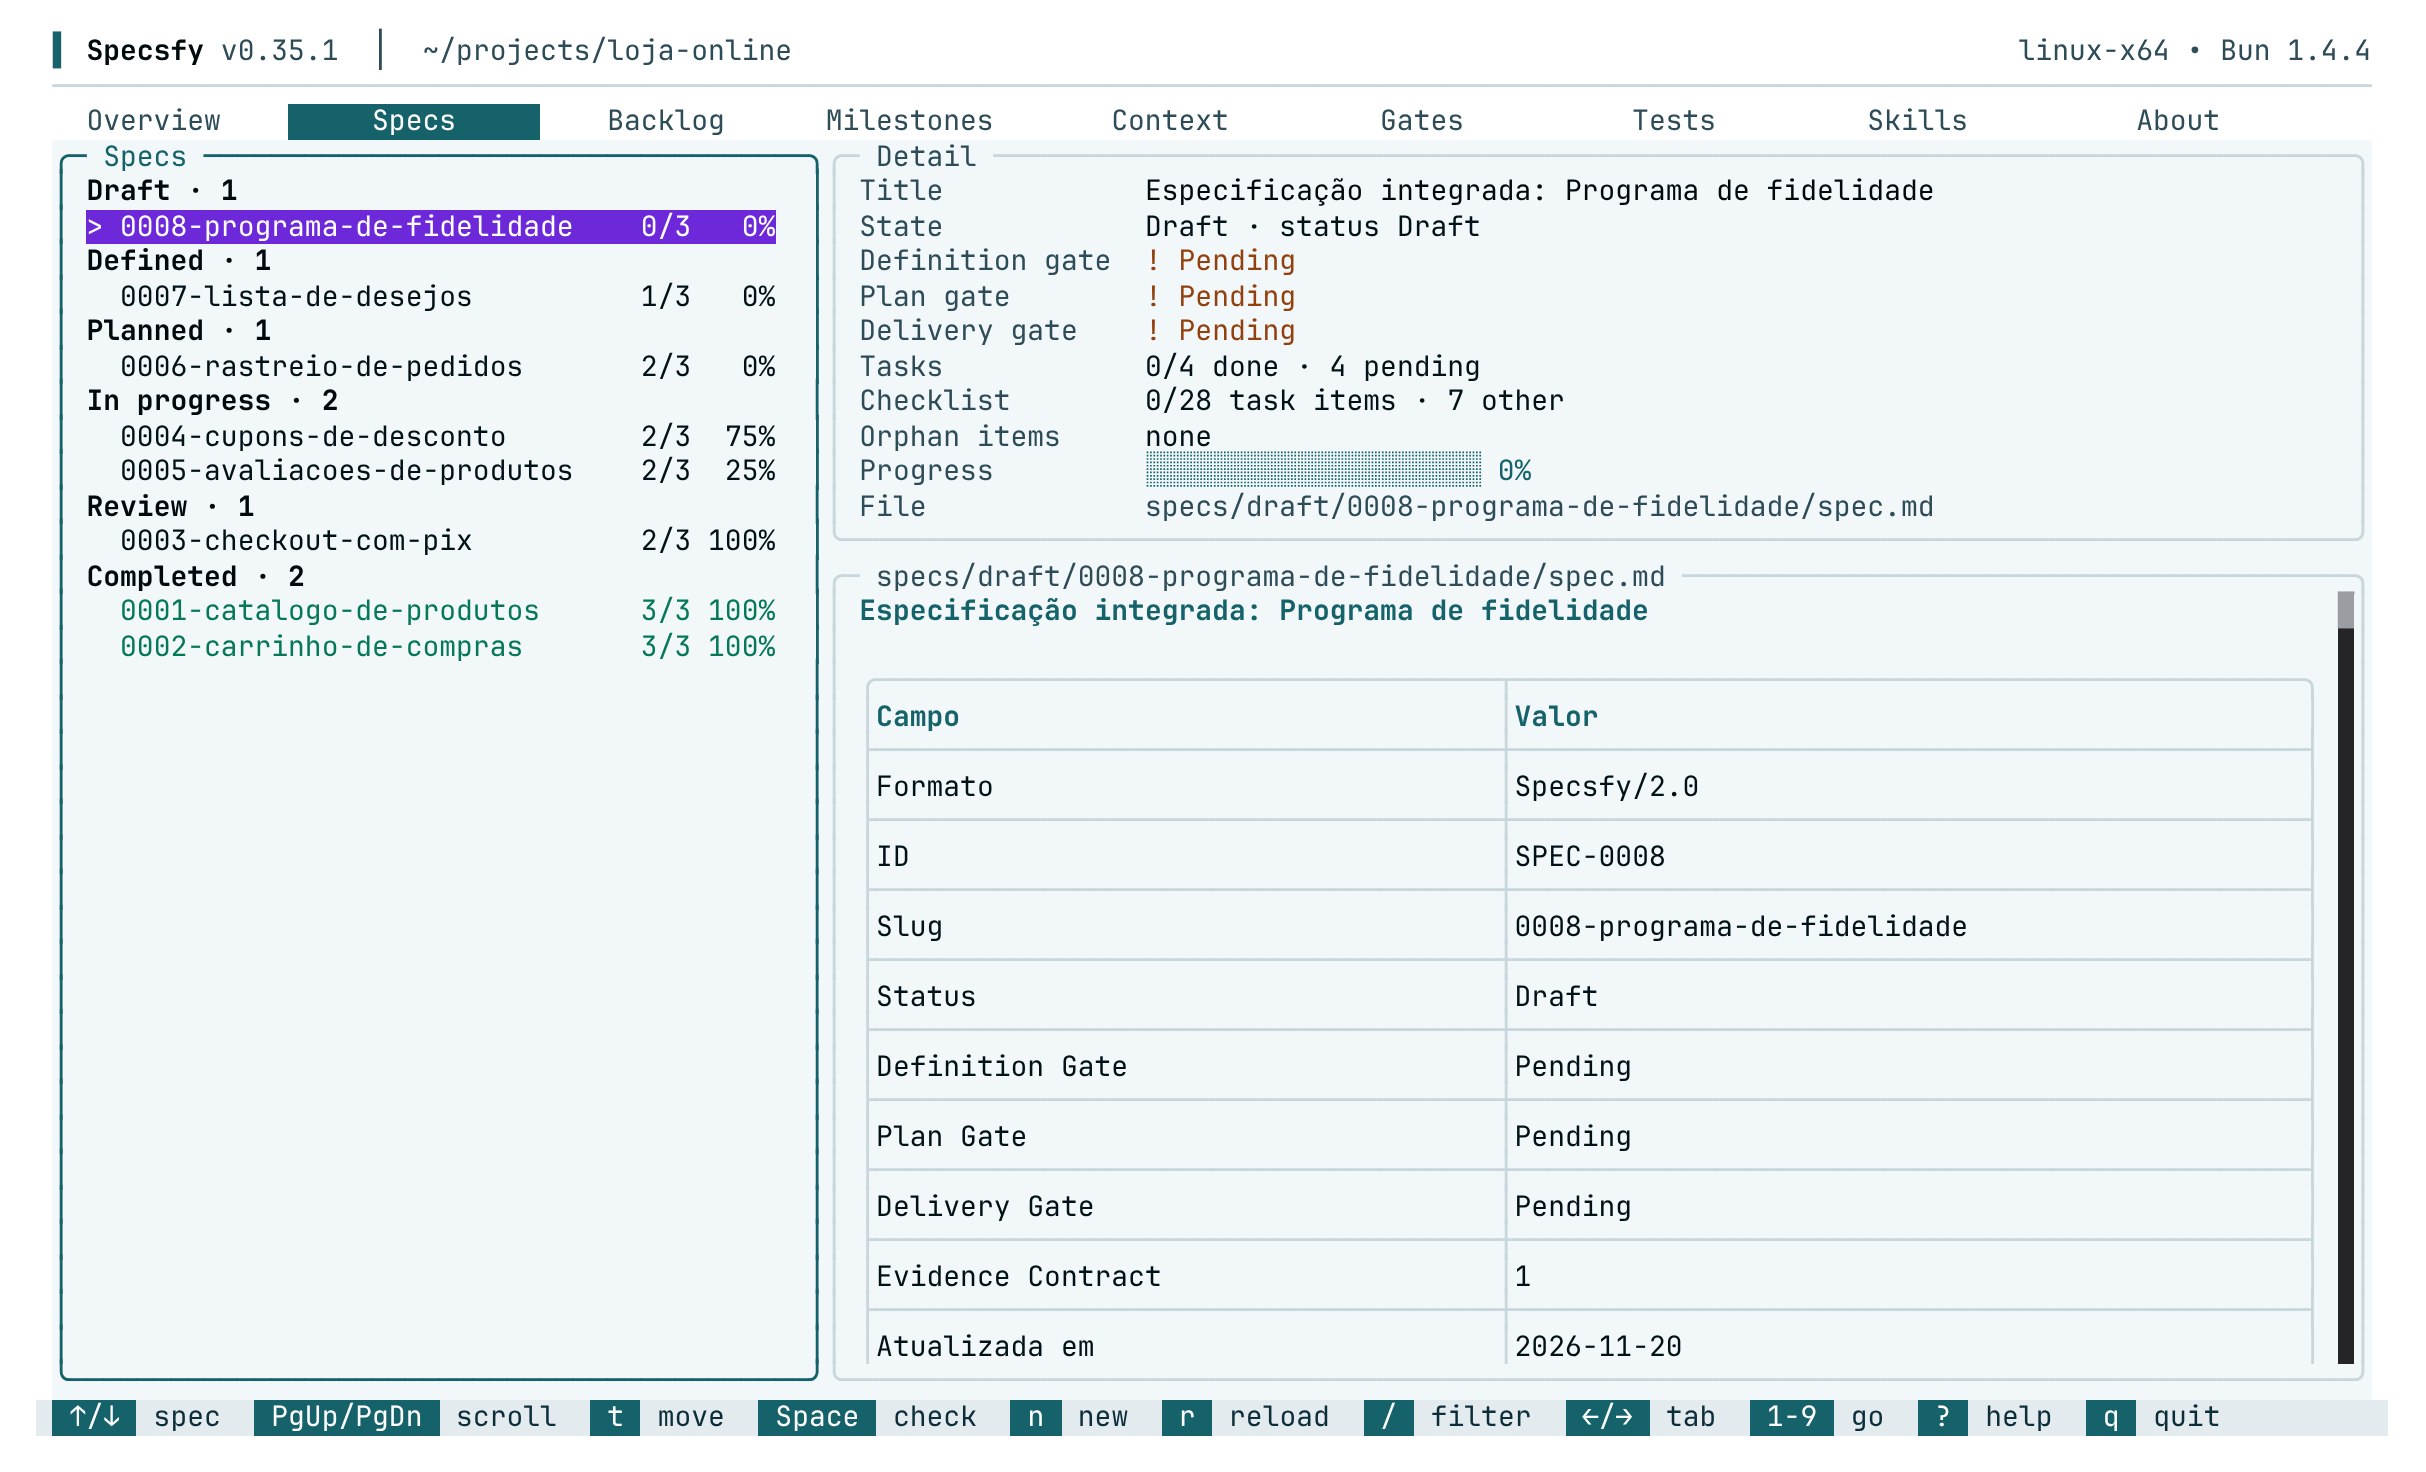 Specsfy v0.35.1 │ ~/projects/loja-online linux-x64 • Bun 1.4.4
Overview Specs Backlog Milestones Context Gates Tests Skills About
Specs
Draft · 1
> 0008-programa-de-fidelidade 0/3 0%
Defined · 1
0007-lista-de-desejos 1/3 0%
Planned · 1
0006-rastreio-de-pedidos 2/3 0%
In progress · 2
0004-cupons-de-desconto 2/3 75%
0005-avaliacoes-de-produtos 2/3 25%
Review · 1
0003-checkout-com-pix 2/3 100%
Completed · 2
0001-catalogo-de-produtos 3/3 100%
0002-carrinho-de-compras 3/3 100%
Detail
Title Especificação integrada: Programa de fidelidade
State Draft · status Draft
Definition gate ! Pending
Plan gate ! Pending
Delivery gate ! Pending
Tasks 0/4 done · 4 pending
Checklist 0/28 task items · 7 other
Orphan items none
Progress 0%
File specs/draft/0008-programa-de-fidelidade/spec.md
specs/draft/0008-programa-de-fidelidade/spec.md
Especificação integrada: Programa de fidelidade
Campo Valor
Formato Specsfy/2.0
ID SPEC-0008
Slug 0008-programa-de-fidelidade
Status Draft
Definition Gate Pending
Plan Gate Pending
Delivery Gate Pending
Evidence Contract 1
Atualizada em 2026-11-20
↑/↓ spec PgUp/PgDn scroll t move Space check n new r reload / filter ←/→ tab 1-9 go ? help q quit